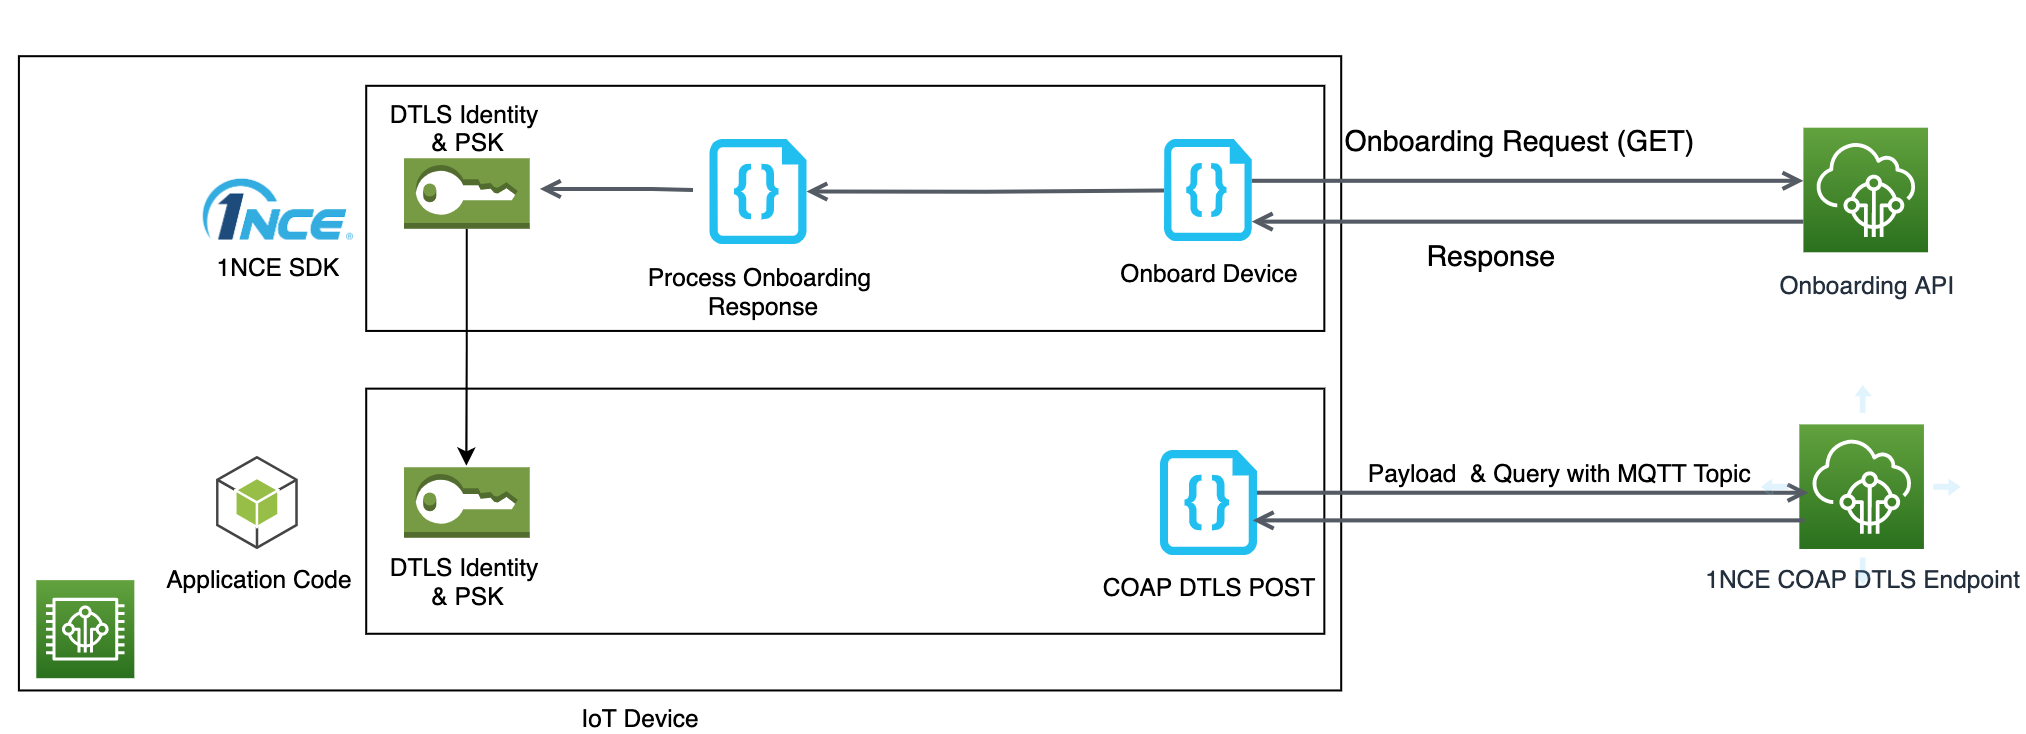 DTLS Identity
& PSK
Onboarding Request (GET)
1NCE®
1NCE SDK
Process Onboarding
Response
Onboard Device
Response
Onboarding API
Payload & Query with MQTT Topic
Application Code
DTLS Identity
& PSK
COAP DTLS POST
1NCE COAP DTLS Endpoint
IoT Device